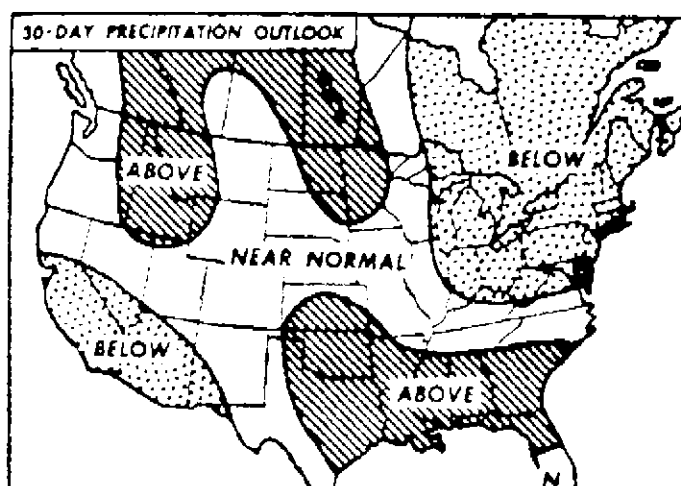 30-DAY PRECIPITATION OUTLOOK
BELOW
ABOVE
NEAR NORMAL
BELOW
ABOVE
N